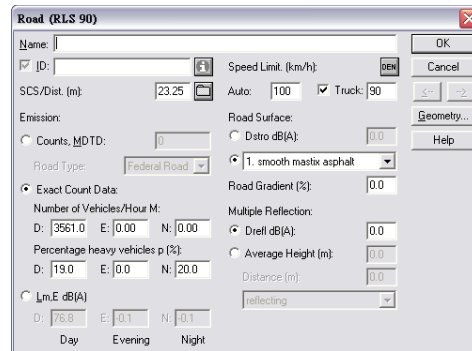 Road (RLS 90)
Name:
ID:
SCS/Dist. (m): 23.25
Emission:
Counts, MDTD: 0
Road Type: Federal Road
Exact Count Data:
Number of Vehicles/Hour M:
D: 3561.0 E: 0.00 N: 0.00
Percentage heavy vehicles p (%):
D: 19.0 E: 0.0 N: 20.0
Lm,E dB(A)
D: 76.8 E: -0.1 N: -0.1
Day Evening Night
Speed Limit. (km/h): DEN
Auto: 100 Truck: 90
Road Surface:
Dstro dB(A): 0.0
1. smooth mastix asphalt
Road Gradient (%): 0.0
Multiple Reflection:
Drefl dB(A): 0.0
Average Height (m): 0.0
Distance (m): 0.0
reflecting
OK
Cancel
<-- -->
Geometry...
Help